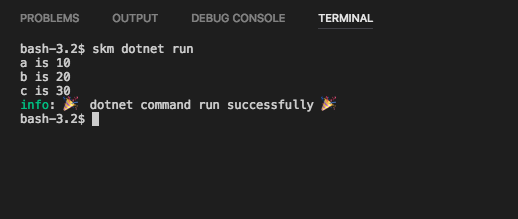 PROBLEMS OUTPUT DEBUG CONSOLE TERMINAL
bash-3.2$ skm dotnet run
a is 10
b is 20
c is 30
info: 🎉 dotnet command run successfully 🎉
bash-3.2$